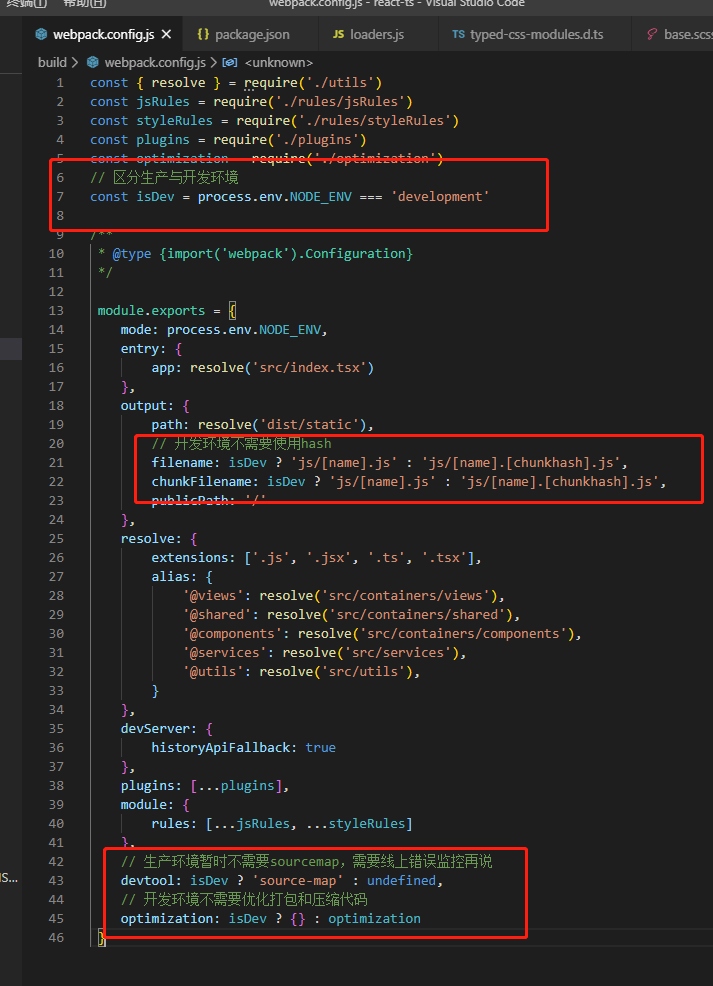 终端(T) 帮助(H) webpack.config.js - react-ts - Visual Studio Code
webpack.config.js × {} package.json JS loaders.js TS typed-css-modules.d.ts base.scss
build > webpack.config.js > <unknown>
1 const { resolve } = require('./utils')
2 const jsRules = require('./rules/jsRules')
3 const styleRules = require('./rules/styleRules')
4 const plugins = require('./plugins')
5 const optimization = require('./optimization')
6 // 区分生产与开发环境
7 const isDev = process.env.NODE_ENV === 'development'
8
9 /**
10 * @type {import('webpack').Configuration}
11 */
12
13 module.exports = {
14 mode: process.env.NODE_ENV,
15 entry: {
16 app: resolve('src/index.tsx')
17 },
18 output: {
19 path: resolve('dist/static'),
20 // 开发环境不需要使用hash
21 filename: isDev ? 'js/[name].js' : 'js/[name].[chunkhash].js',
22 chunkFilename: isDev ? 'js/[name].js' : 'js/[name].[chunkhash].js',
23 publicPath: '/'
24 },
25 resolve: {
26 extensions: ['.js', '.jsx', '.ts', '.tsx'],
27 alias: {
28 '@views': resolve('src/containers/views'),
29 '@shared': resolve('src/containers/shared'),
30 '@components': resolve('src/containers/components'),
31 '@services': resolve('src/services'),
32 '@utils': resolve('src/utils'),
33 }
34 },
35 devServer: {
36 historyApiFallback: true
37 },
38 plugins: [...plugins],
39 module: {
40 rules: [...jsRules, ...styleRules]
41 },
42 // 生产环境暂时不需要sourcemap，需要线上错误监控再说
43 devtool: isDev ? 'source-map' : undefined,
44 // 开发环境不需要优化打包和压缩代码
45 optimization: isDev ? {} : optimization
46 }